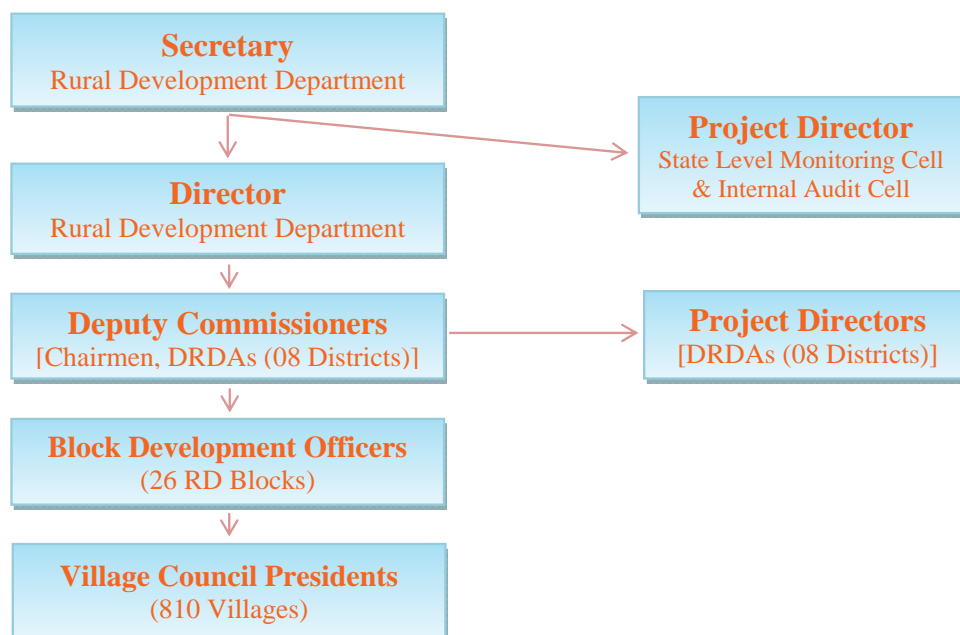 Secretary
Rural Development Department
Project Director
State Level Monitoring Cell
& Internal Audit Cell
Director
Rural Development Department
Deputy Commissioners
[Chairmen, DRDAs (08 Districts)]
Project Directors
[DRDAs (08 Districts)]
Block Development Officers
(26 RD Blocks)
Village Council Presidents
(810 Villages)